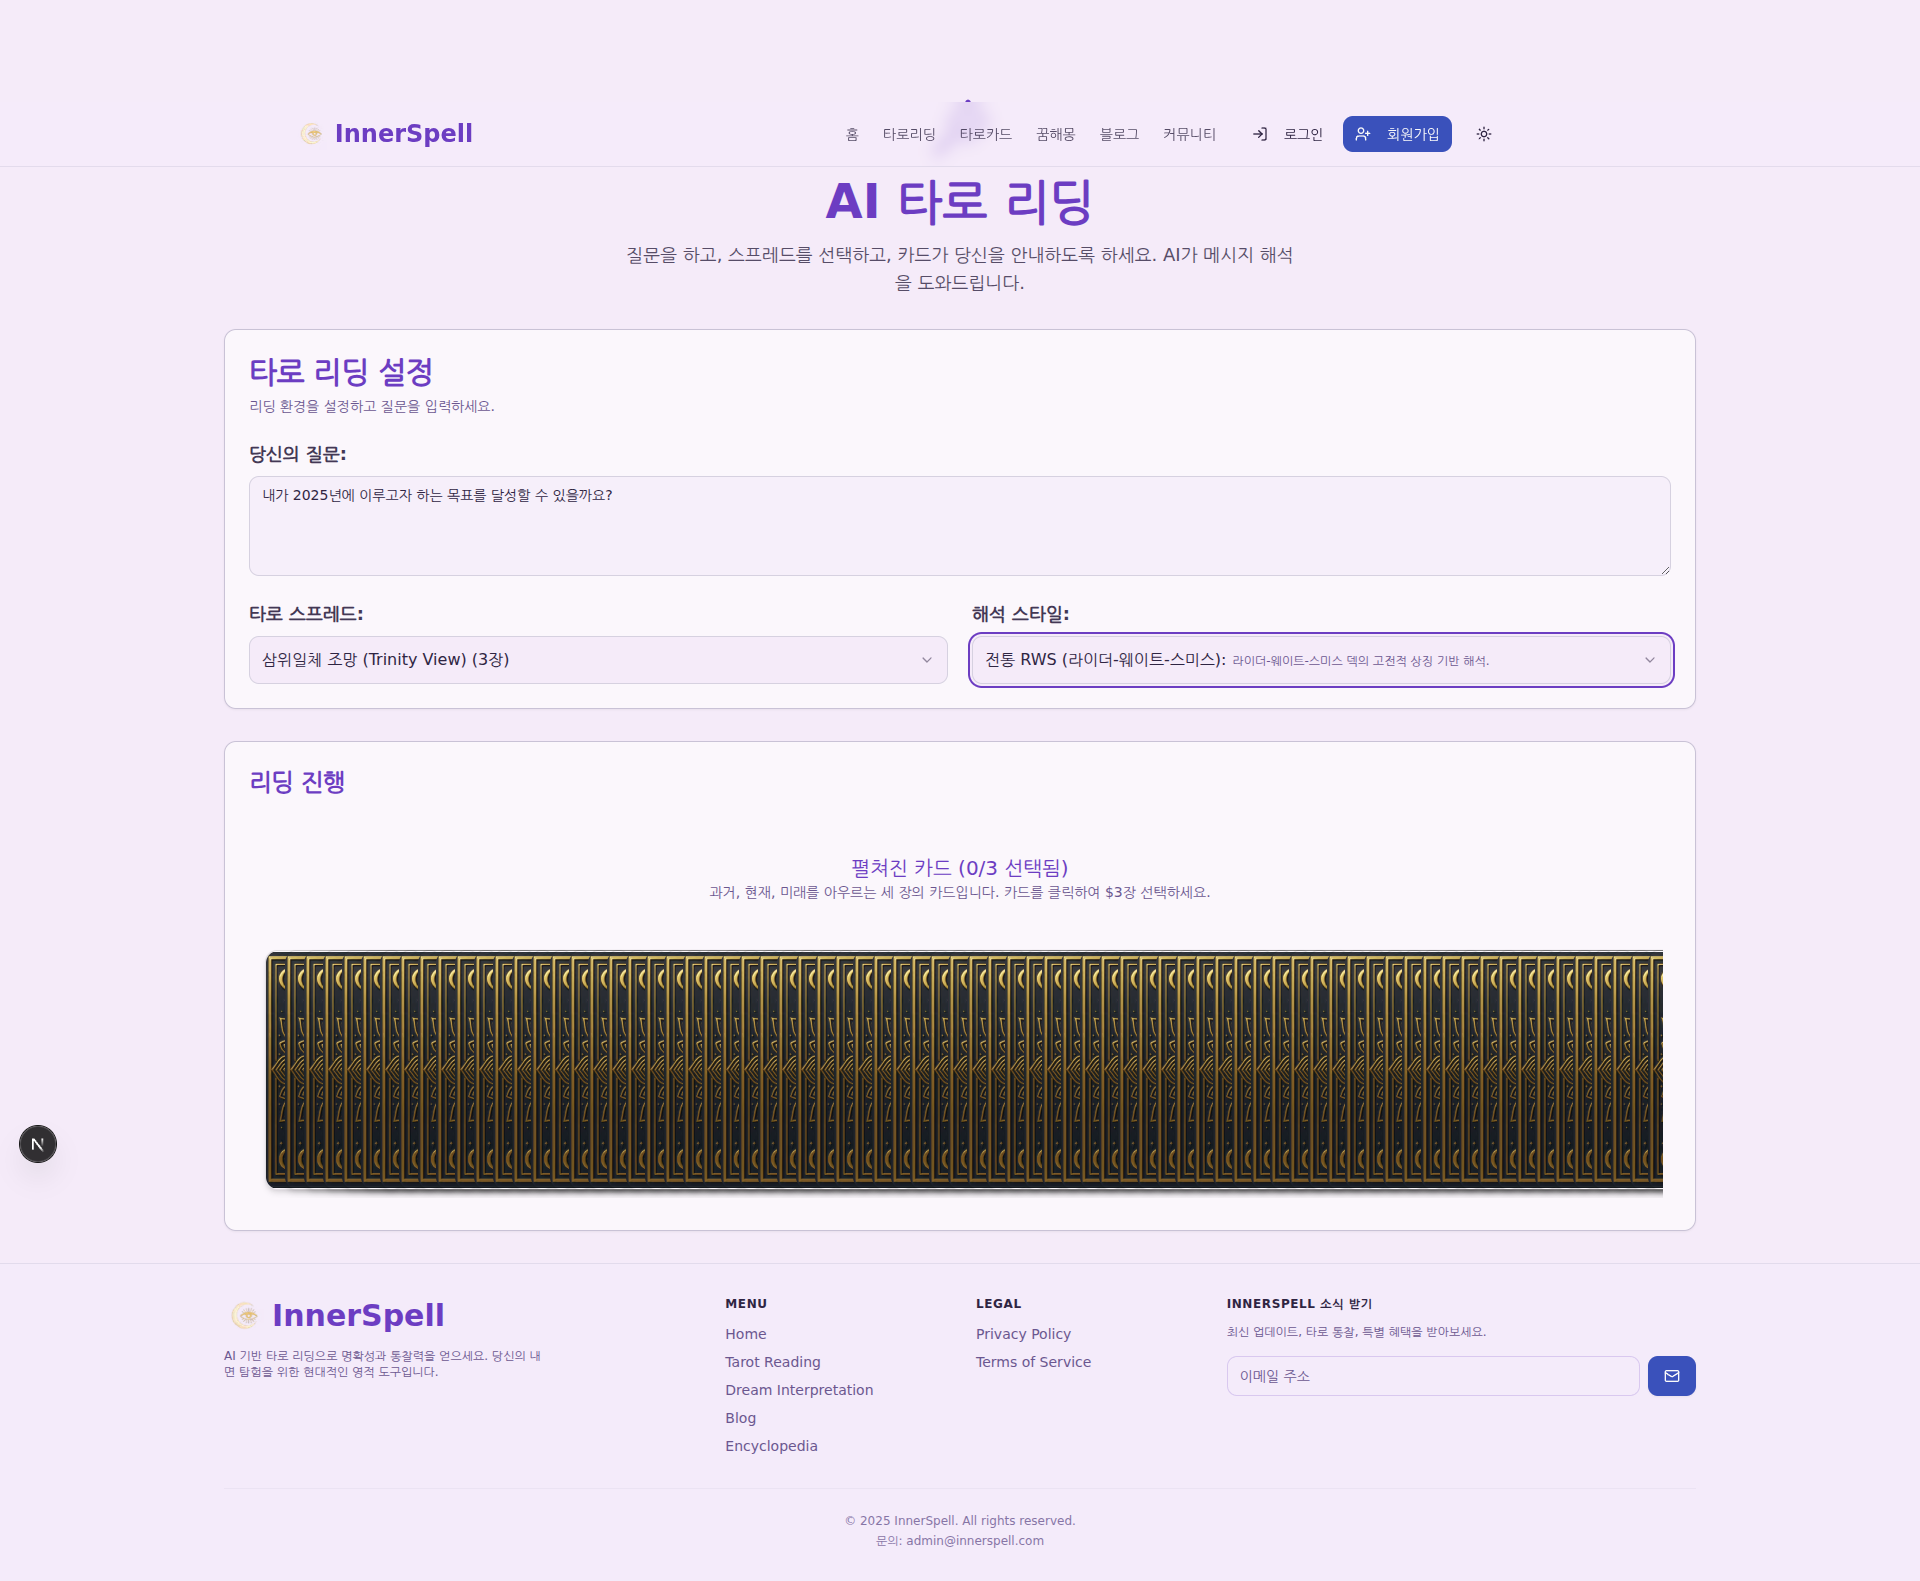 InnerSpell
홈 타로리딩 타로카드 꿈해몽 블로그 커뮤니티 로그인 회원가입
AI 타로 리딩
질문을 하고, 스프레드를 선택하고, 카드가 당신을 안내하도록 하세요. AI가 메시지 해석
을 도와드립니다.
타로 리딩 설정
리딩 환경을 설정하고 질문을 입력하세요.
당신의 질문:
내가 2025년에 이루고자 하는 목표를 달성할 수 있을까요?
타로 스프레드:
삼위일체 조망 (Trinity View) (3장)
해석 스타일:
전통 RWS (라이더-웨이트-스미스): 라이더-웨이트-스미스 덱의 고전적 상징 기반 해석.
리딩 진행
펼쳐진 카드 (0/3 선택됨)
과거, 현재, 미래를 아우르는 세 장의 카드입니다. 카드를 클릭하여 $3장 선택하세요.
N
InnerSpell
AI 기반 타로 리딩으로 명확성과 통찰력을 얻으세요. 당신의 내
면 탐험을 위한 현대적인 영적 도구입니다.
MENU
Home
Tarot Reading
Dream Interpretation
Blog
Encyclopedia
LEGAL
Privacy Policy
Terms of Service
INNERSPELL 소식 받기
최신 업데이트, 타로 통찰, 특별 혜택을 받아보세요.
이메일 주소
© 2025 InnerSpell. All rights reserved.
문의: admin@innerspell.com